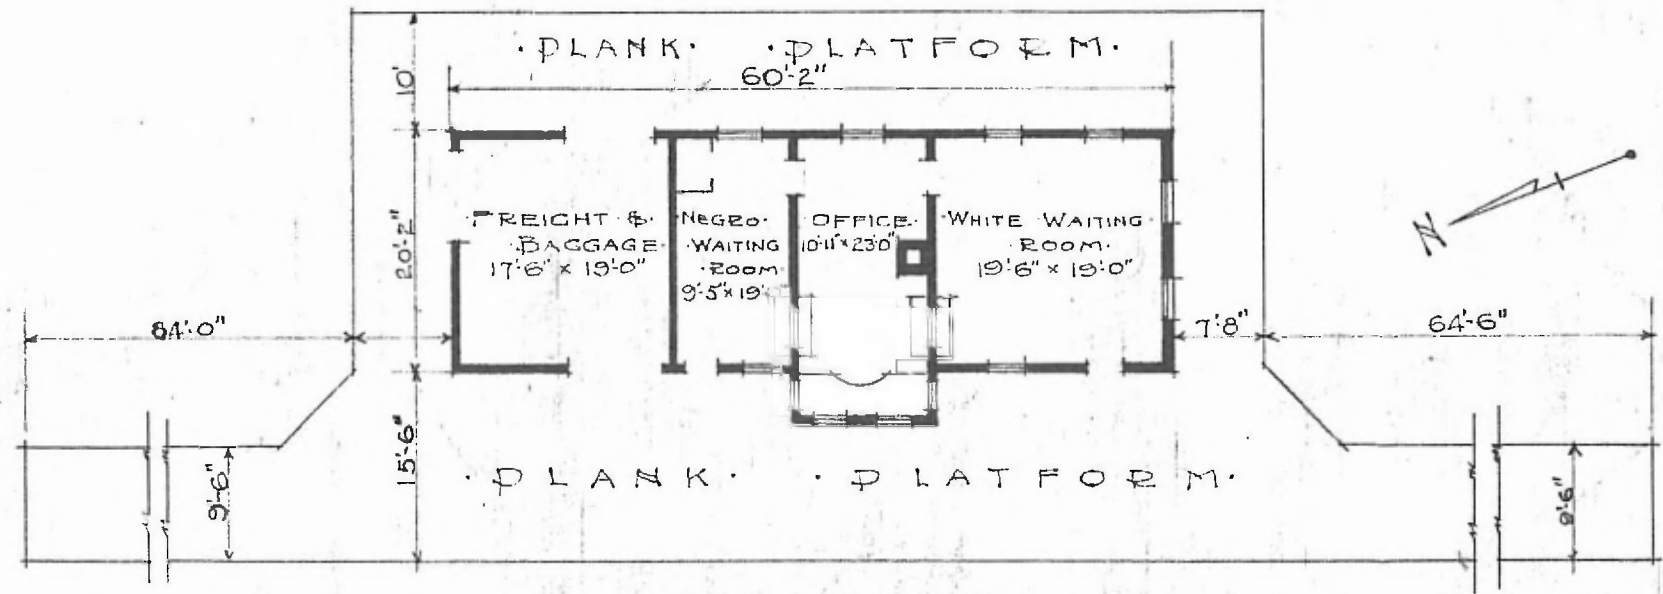 ·PLANK· ·PLATFORM·
60'-2"
10'
20'-2"
FREIGHT &·
·BAGGAGE·
17'-6" × 19'-0"
·NEGRO·
·WAITING
·ROOM·
9'-5" × 19'
·OFFICE·
10'-11" × 23'-0"
·WHITE WAITING·
·ROOM·
19'-6" × 19'-0"
N
84'-0"
7'-8"
64'-6"
15'-6"
9'-6"
·PLANK· ·PLATFORM·
9'-6"